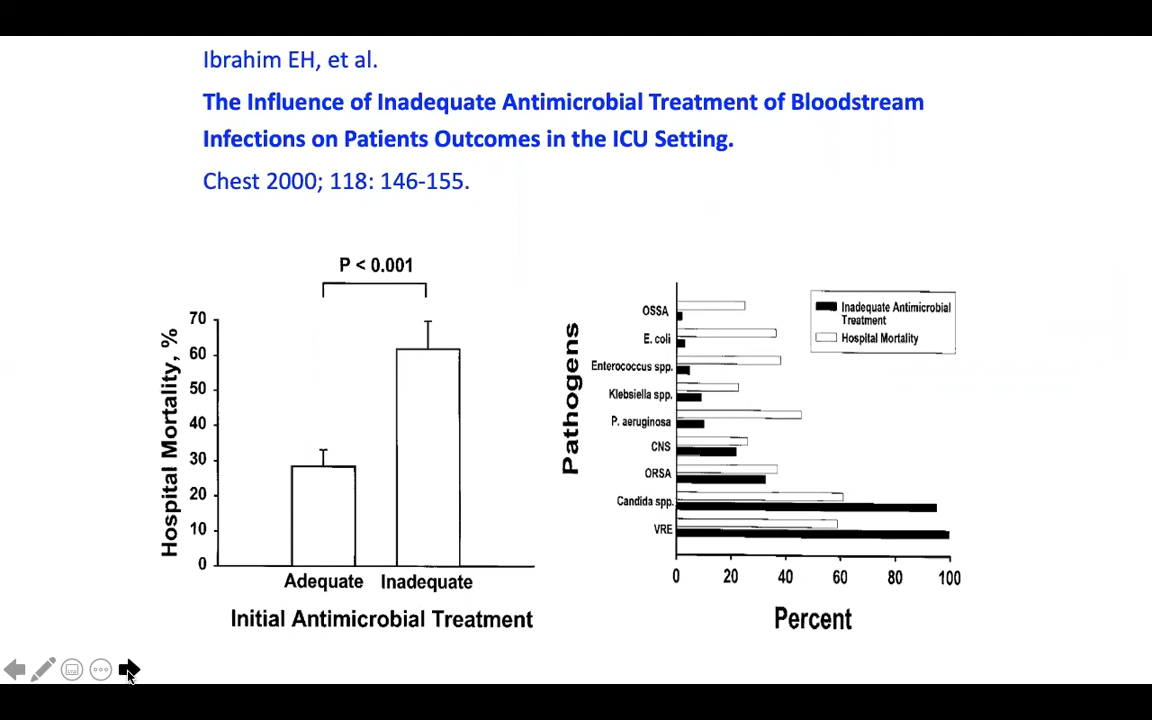 Ibrahim EH, et al.
The Influence of Inadequate Antimicrobial Treatment of Bloodstream
Infections on Patients Outcomes in the ICU Setting.
Chest 2000; 118: 146-155.
P < 0.001
Hospital Mortality, %
70
60
50
40
30
20
10
0
Adequate Inadequate
Initial Antimicrobial Treatment
Pathogens
OSSA
E. coli
Enterococcus spp.
Klebsiella spp.
P. aeruginosa
CNS
ORSA
Candida spp.
VRE
Inadequate Antimicrobial
Treatment
Hospital Mortality
0 20 40 60 80 100
Percent